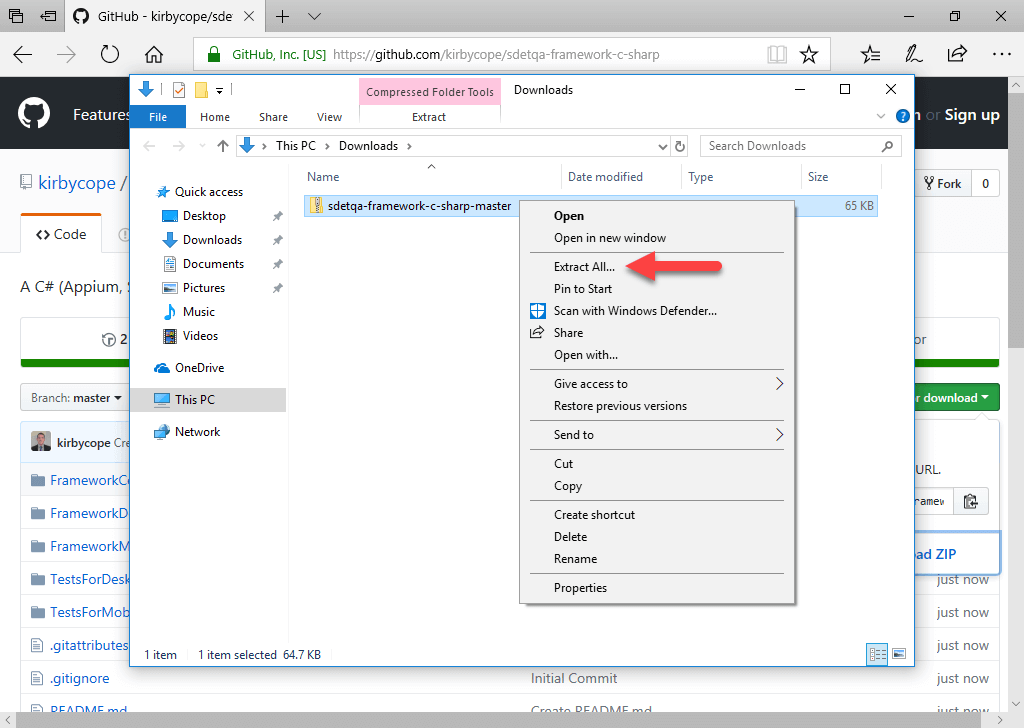 GitHub - kirbycope/sde
GitHub, Inc. [US] https://github.com/kirbycope/sdetqa-framework-c-sharp
Compressed Folder Tools Downloads
File Home Share View Extract
Features
or Sign up
This PC Downloads
Search Downloads
Name Date modified Type Size
kirbycope /
Fork 0
Quick access
sdetqa-framework-c-sharp-master 65 KB
Desktop
Open
Code
Downloads
Open in new window
Documents
Extract All...
A C# (Appium,
Pictures
Pin to Start
Music
Scan with Windows Defender...
Videos
Share
2
or
Open with...
OneDrive
Give access to
Branch: master
This PC
download
Restore previous versions
Network
Send to
kirbycope Cre
Cut
URL.
FrameworkCo
Copy
FrameworkD
Create shortcut
Delete
FrameworkM
ad ZIP
Rename
TestsForDesk
just now
Properties
TestsForMob
just now
.gitattributes
just now
1 item 1 item selected 64.7 KB
.gitignore Initial Commit just now
README.md Create README.md just now